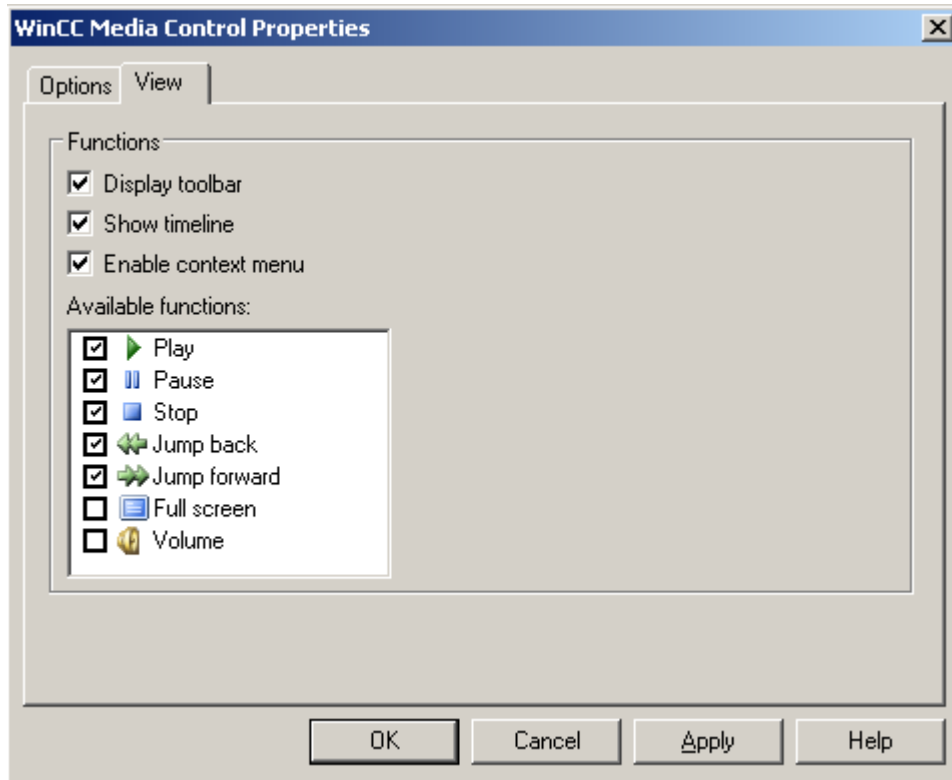 WinCC Media Control Properties
Options View
Functions
Display toolbar
Show timeline
Enable context menu
Available functions:
Play
Pause
Stop
Jump back
Jump forward
Full screen
Volume
OK Cancel Apply Help